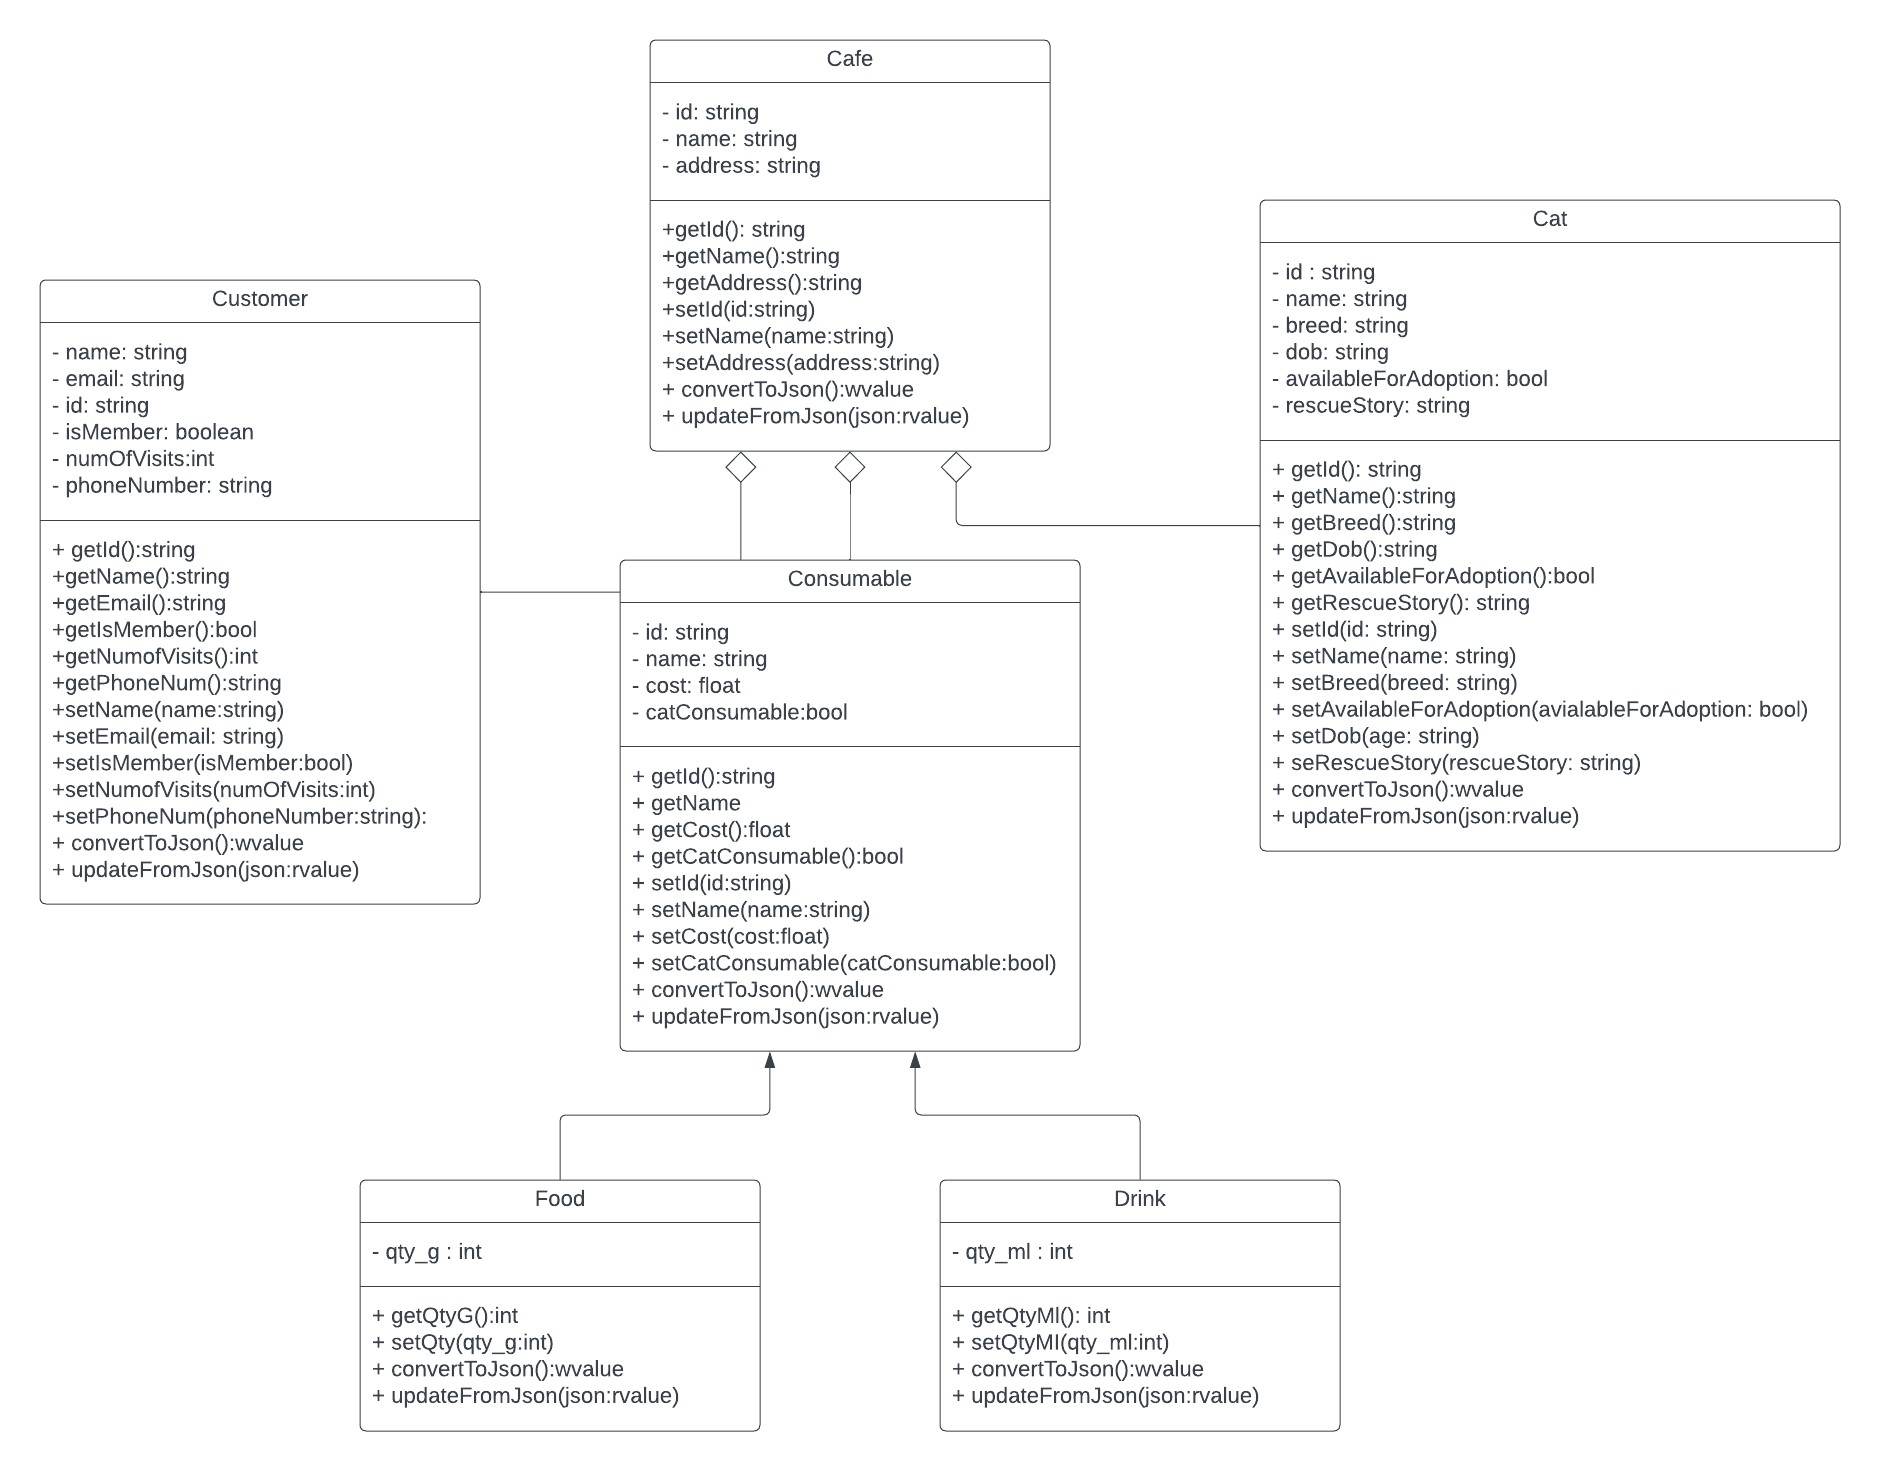 Cafe
- id: string
- name: string
- address: string
+getId(): string
+getName():string
+getAddress():string
+setId(id:string)
+setName(name:string)
+setAddress(address:string)
+ convertToJson():wvalue
+ updateFromJson(json:rvalue)
Customer
- name: string
- email: string
- id: string
- isMember: boolean
- numOfVisits:int
- phoneNumber: string
+ getId():string
+getName():string
+getEmail():string
+getIsMember():bool
+getNumofVisits():int
+getPhoneNum():string
+setName(name:string)
+setEmail(email: string)
+setIsMember(isMember:bool)
+setNumofVisits(numOfVisits:int)
+setPhoneNum(phoneNumber:string):
+ convertToJson():wvalue
+ updateFromJson(json:rvalue)
Consumable
- id: string
- name: string
- cost: float
- catConsumable:bool
+ getId():string
+ getName
+ getCost():float
+ getCatConsumable():bool
+ setId(id:string)
+ setName(name:string)
+ setCost(cost:float)
+ setCatConsumable(catConsumable:bool)
+ convertToJson():wvalue
+ updateFromJson(json:rvalue)
Cat
- id : string
- name: string
- breed: string
- dob: string
- availableForAdoption: bool
- rescueStory: string
+ getId(): string
+ getName():string
+ getBreed():string
+ getDob():string
+ getAvailableForAdoption():bool
+ getRescueStory(): string
+ setId(id: string)
+ setName(name: string)
+ setBreed(breed: string)
+ setAvailableForAdoption(avialableForAdoption: bool)
+ setDob(age: string)
+ seRescueStory(rescueStory: string)
+ convertToJson():wvalue
+ updateFromJson(json:rvalue)
Food
- qty_g : int
+ getQtyG():int
+ setQty(qty_g:int)
+ convertToJson():wvalue
+ updateFromJson(json:rvalue)
Drink
- qty_ml : int
+ getQtyMl(): int
+ setQtyMl(qty_ml:int)
+ convertToJson():wvalue
+ updateFromJson(json:rvalue)